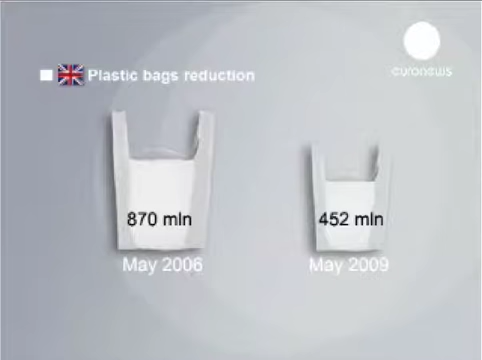 euronews
Plastic bags reduction
870 mln
452 mln
May 2006
May 2009